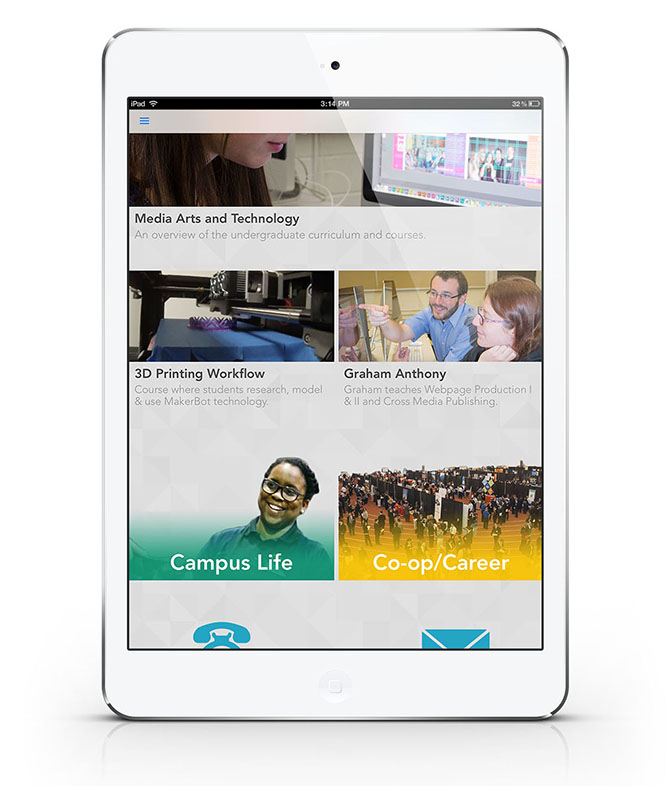 iPad 3:14 PM 32%
Media Arts and Technology
An overview of the undergraduate curriculum and courses.
3D Printing Workflow
Course where students research, model
& use MakerBot technology.
Graham Anthony
Graham teaches Webpage Production I
& II and Cross Media Publishing.
Campus Life
Co-op/Career